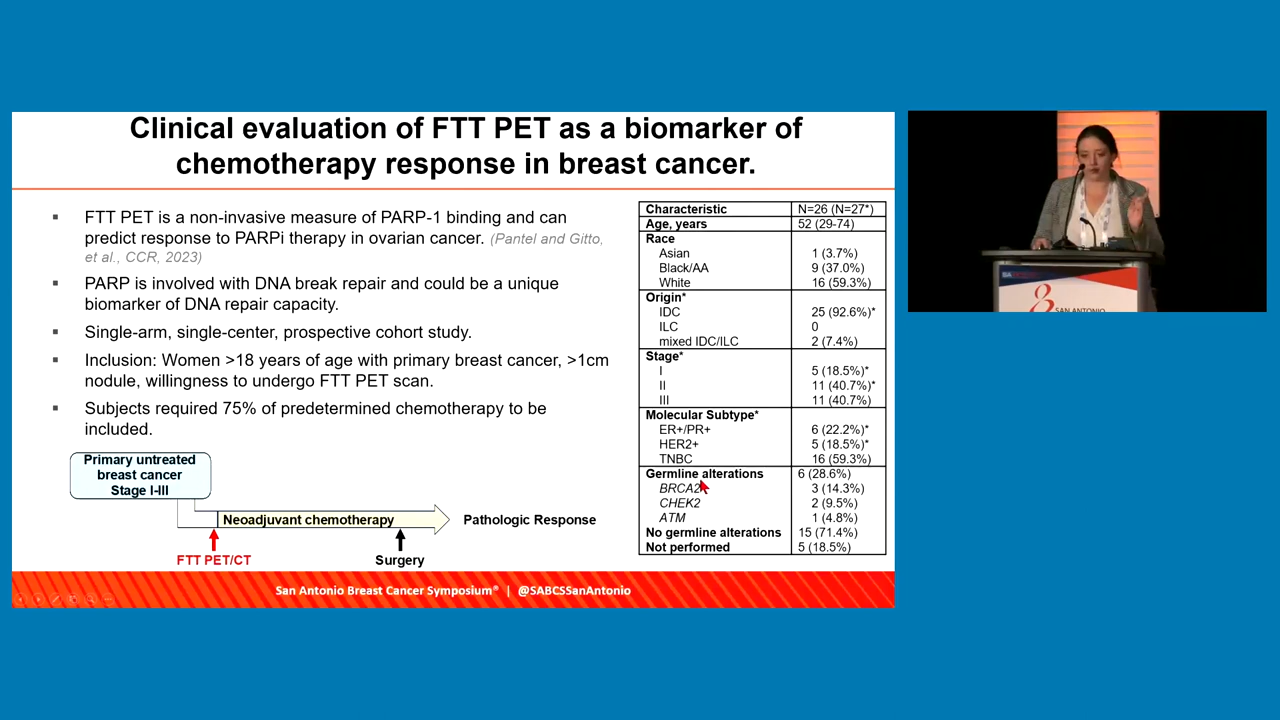 Clinical evaluation of FTT PET as a biomarker of
chemotherapy response in breast cancer.
▪ FTT PET is a non-invasive measure of PARP-1 binding and can
predict response to PARPi therapy in ovarian cancer. (Pantel and Gitto,
et al., CCR, 2023)
▪ PARP is involved with DNA break repair and could be a unique
biomarker of DNA repair capacity.
▪ Single-arm, single-center, prospective cohort study.
▪ Inclusion: Women >18 years of age with primary breast cancer, >1cm
nodule, willingness to undergo FTT PET scan.
▪ Subjects required 75% of predetermined chemotherapy to be
included.
Primary untreated
breast cancer
Stage I-III
Neoadjuvant chemotherapy
Pathologic Response
FTT PET/CT
Surgery
Characteristic N=26 (N=27*)
Age, years 52 (29-74)
Race
Asian 1 (3.7%)
Black/AA 9 (37.0%)
White 16 (59.3%)
Origin*
IDC 25 (92.6%)*
ILC 0
mixed IDC/ILC 2 (7.4%)
Stage*
I 5 (18.5%)*
II 11 (40.7%)*
III 11 (40.7%)
Molecular Subtype*
ER+/PR+ 6 (22.2%)*
HER2+ 5 (18.5%)*
TNBC 16 (59.3%)
Germline alterations 6 (28.6%)
BRCA2 3 (14.3%)
CHEK2 2 (9.5%)
ATM 1 (4.8%)
No germline alterations 15 (71.4%)
Not performed 5 (18.5%)
San Antonio Breast Cancer Symposium® | @SABCSSanAntonio
SAN ANTONIO